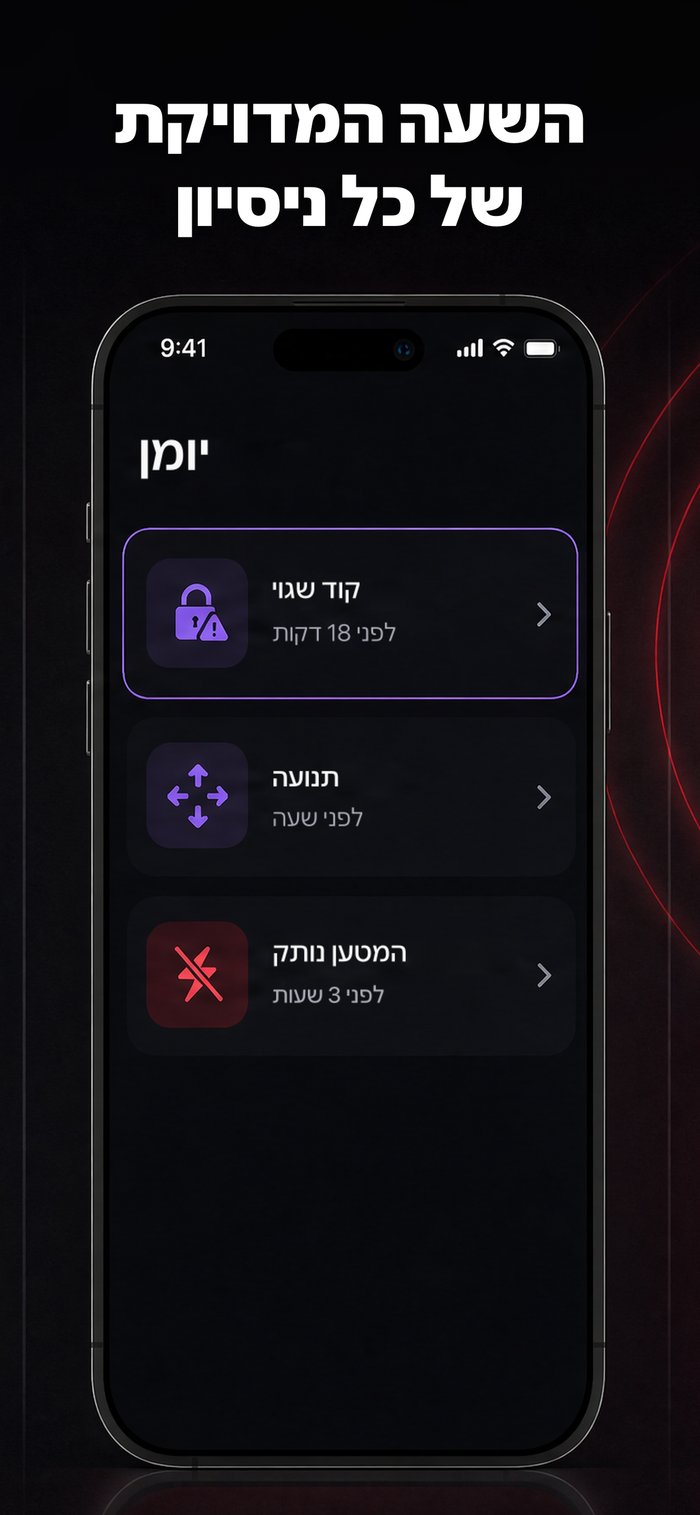 השעה המדויקת
של כל ניסיון
9:41
יומן
קוד שגוי
לפני 18 דקות
תנועה
לפני שעה
המטען נותק
לפני 3 שעות